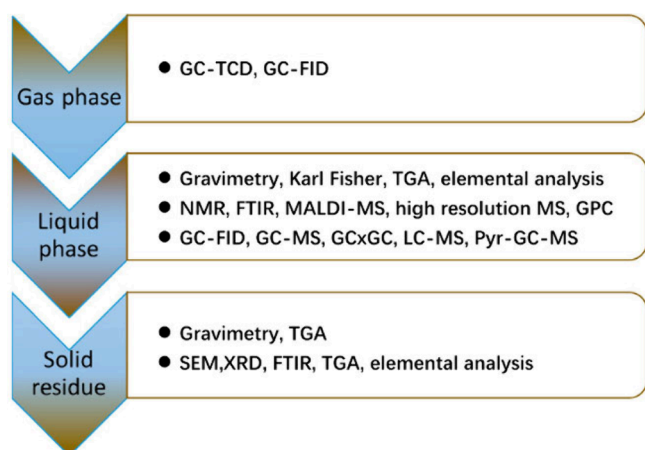 Gas phase
● GC-TCD, GC-FID
Liquid
phase
● Gravimetry, Karl Fisher, TGA, elemental analysis
● NMR, FTIR, MALDI-MS, high resolution MS, GPC
● GC-FID, GC-MS, GCxGC, LC-MS, Pyr-GC-MS
Solid
residue
● Gravimetry, TGA
● SEM,XRD, FTIR, TGA, elemental analysis